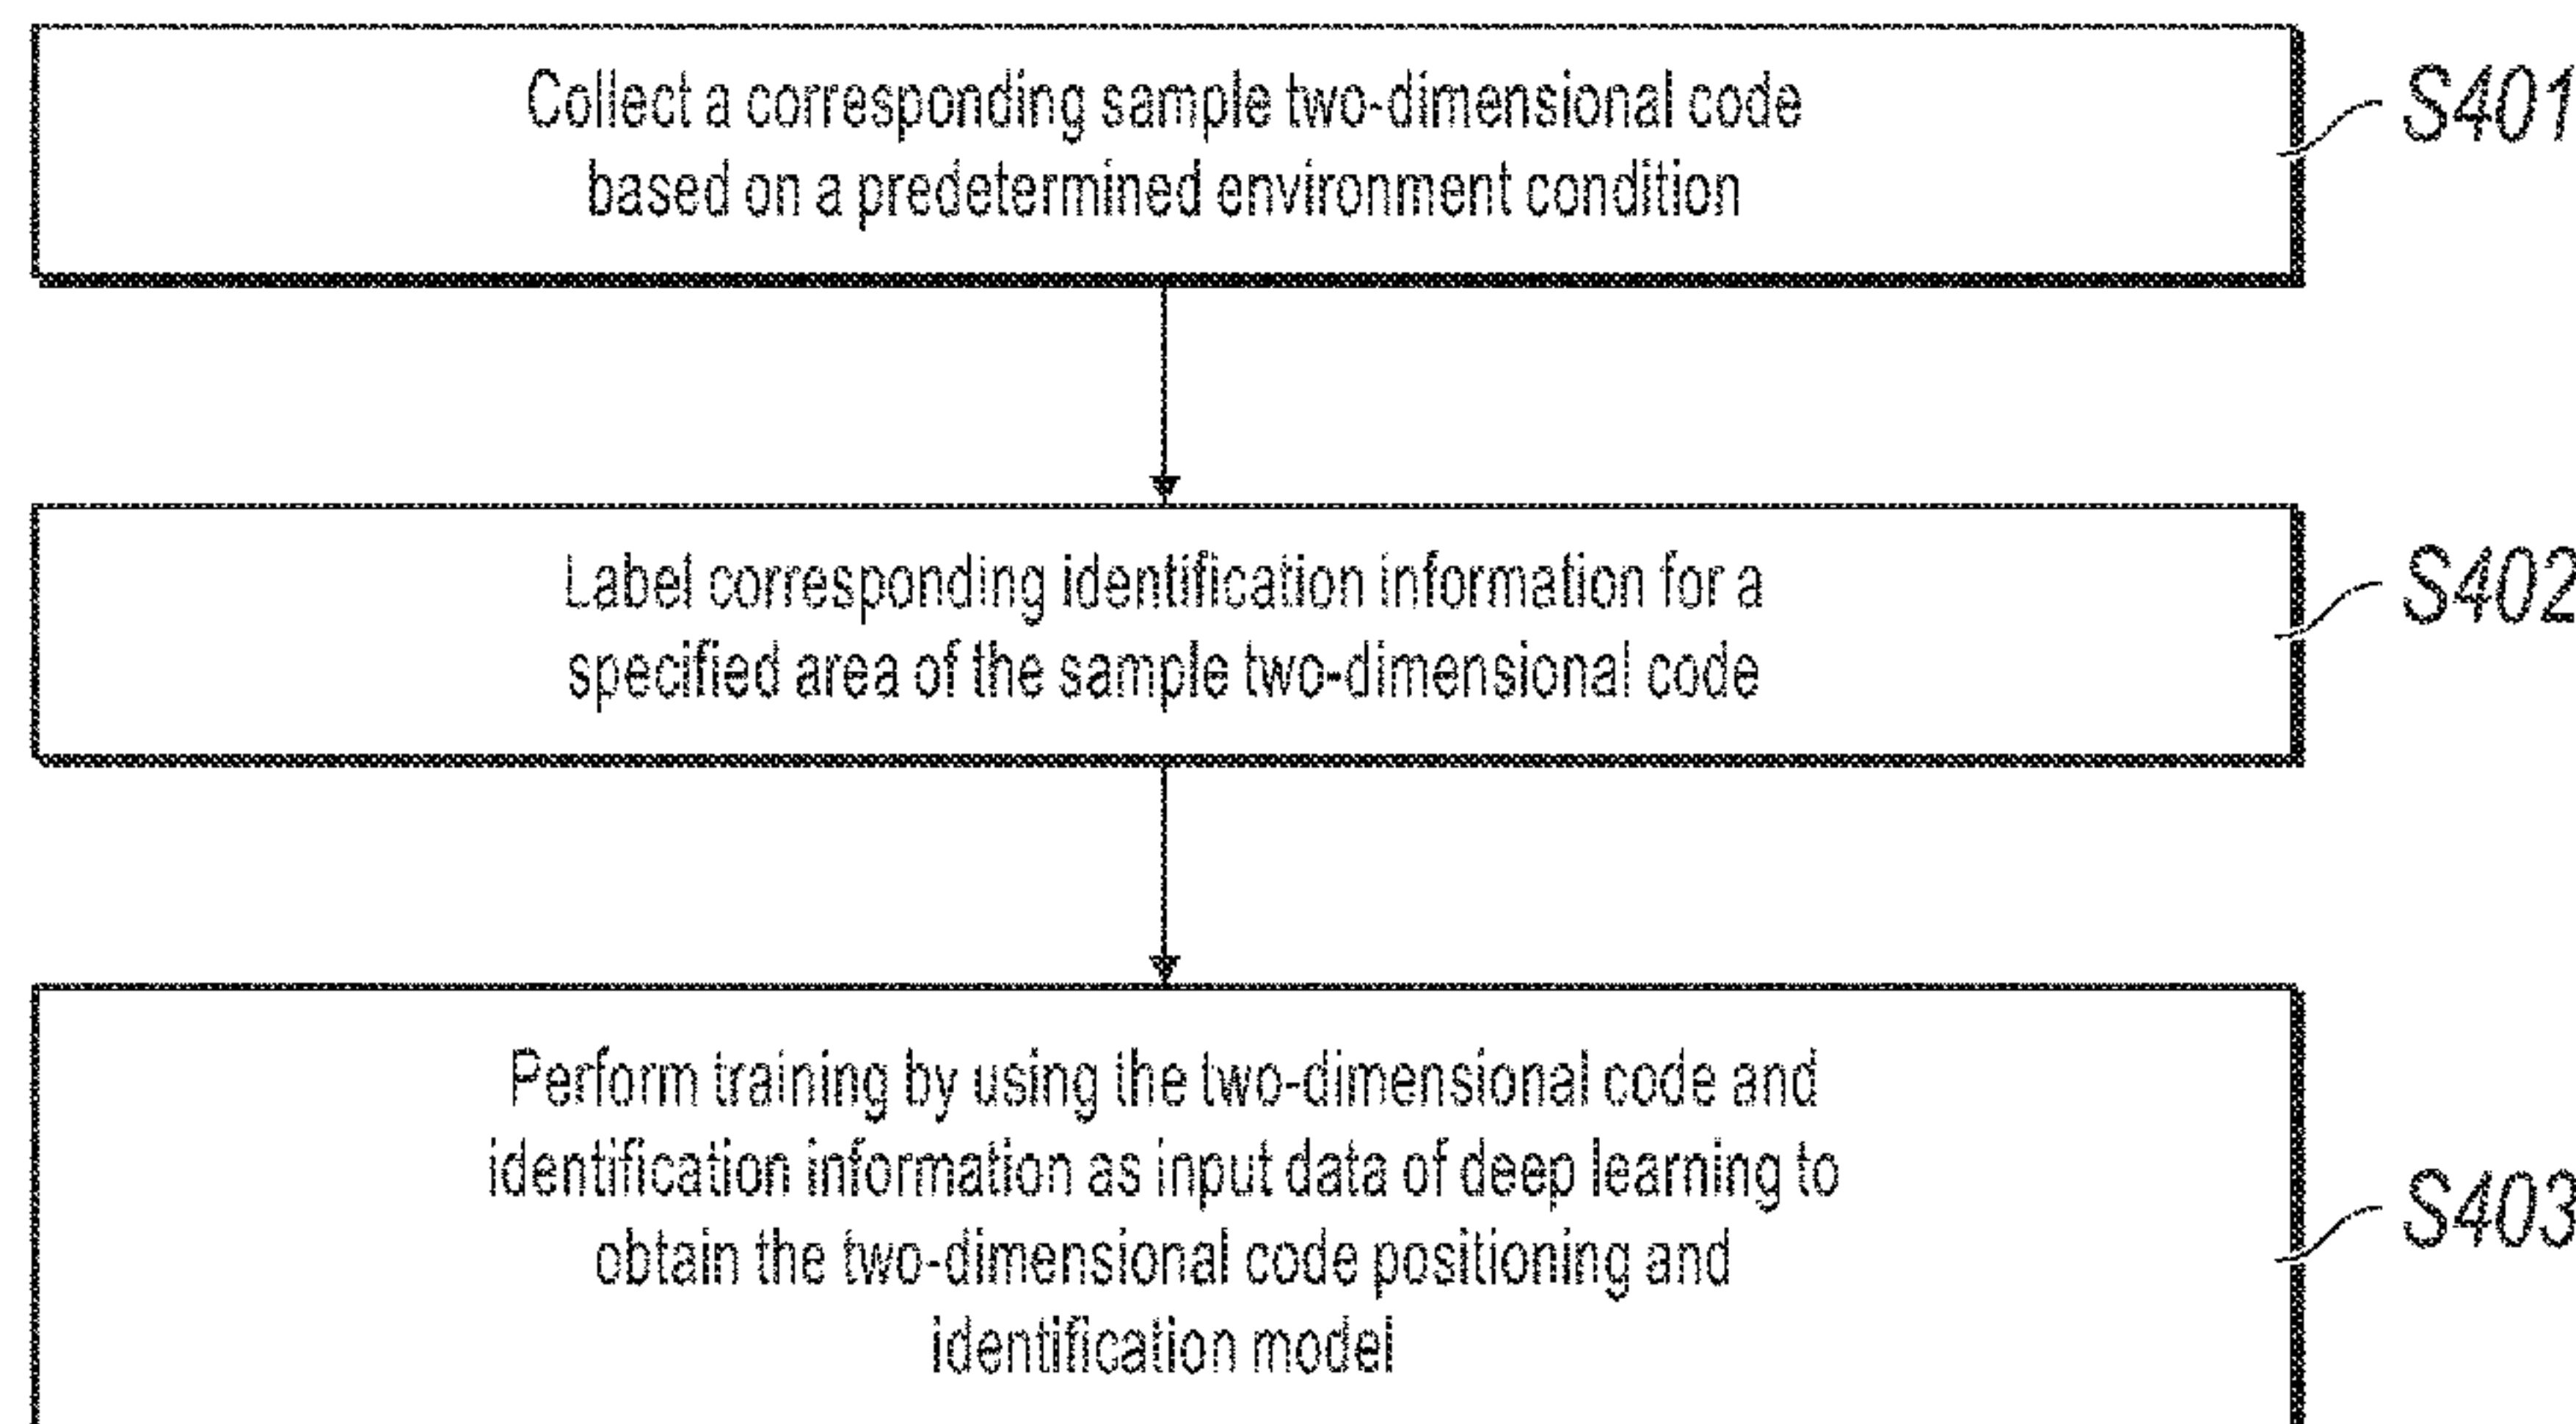 Collect a corresponding sample two-dimensional code
based on a predetermined environment condition
S401
Label corresponding identification information for a
specified area of the sample two-dimensional code
S402
Perform training by using the two-dimensional code and
identification information as input data of deep learning to
obtain the two-dimensional code positioning and
identification model
S403